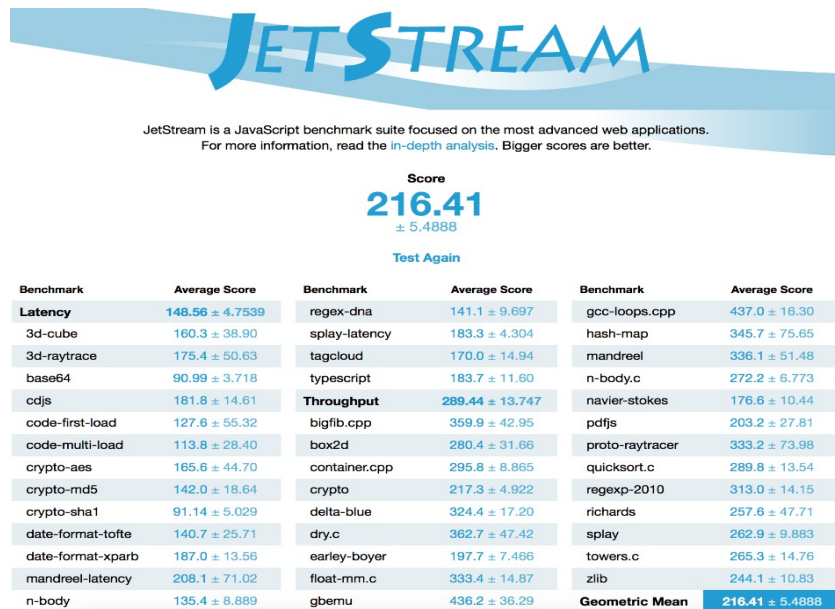 JETSTREAM
JetStream is a JavaScript benchmark suite focused on the most advanced web applications.
For more information, read the in-depth analysis. Bigger scores are better.
Score
216.41
± 5.4888
Test Again
Benchmark Average Score
Latency 148.56 ± 4.7539
3d-cube 160.3 ± 38.90
3d-raytrace 175.4 ± 50.63
base64 90.99 ± 3.718
cdjs 181.8 ± 14.61
code-first-load 127.6 ± 55.32
code-multi-load 113.8 ± 28.40
crypto-aes 165.6 ± 44.70
crypto-md5 142.0 ± 18.64
crypto-sha1 91.14 ± 5.029
date-format-tofte 140.7 ± 25.71
date-format-xparb 187.0 ± 13.56
mandreel-latency 208.1 ± 71.02
n-body 135.4 ± 8.889
Benchmark Average Score
regex-dna 141.1 ± 9.697
splay-latency 183.3 ± 4.304
tagcloud 170.0 ± 14.94
typescript 183.7 ± 11.60
Throughput 289.44 ± 13.747
bigfib.cpp 359.9 ± 42.95
box2d 280.4 ± 31.66
container.cpp 295.8 ± 8.865
crypto 217.3 ± 4.922
delta-blue 324.4 ± 17.20
dry.c 362.7 ± 47.42
earley-boyer 197.7 ± 7.466
float-mm.c 333.4 ± 14.87
gbemu 436.2 ± 36.29
Benchmark Average Score
gcc-loops.cpp 437.0 ± 16.30
hash-map 345.7 ± 75.65
mandreel 336.1 ± 51.48
n-body.c 272.2 ± 6.773
navier-stokes 176.6 ± 10.44
pdfjs 203.2 ± 27.81
proto-raytracer 333.2 ± 73.98
quicksort.c 289.8 ± 13.54
regexp-2010 313.0 ± 14.15
richards 257.6 ± 47.71
splay 262.9 ± 9.883
towers.c 265.3 ± 14.76
zlib 244.1 ± 10.83
Geometric Mean 216.41 ± 5.4888